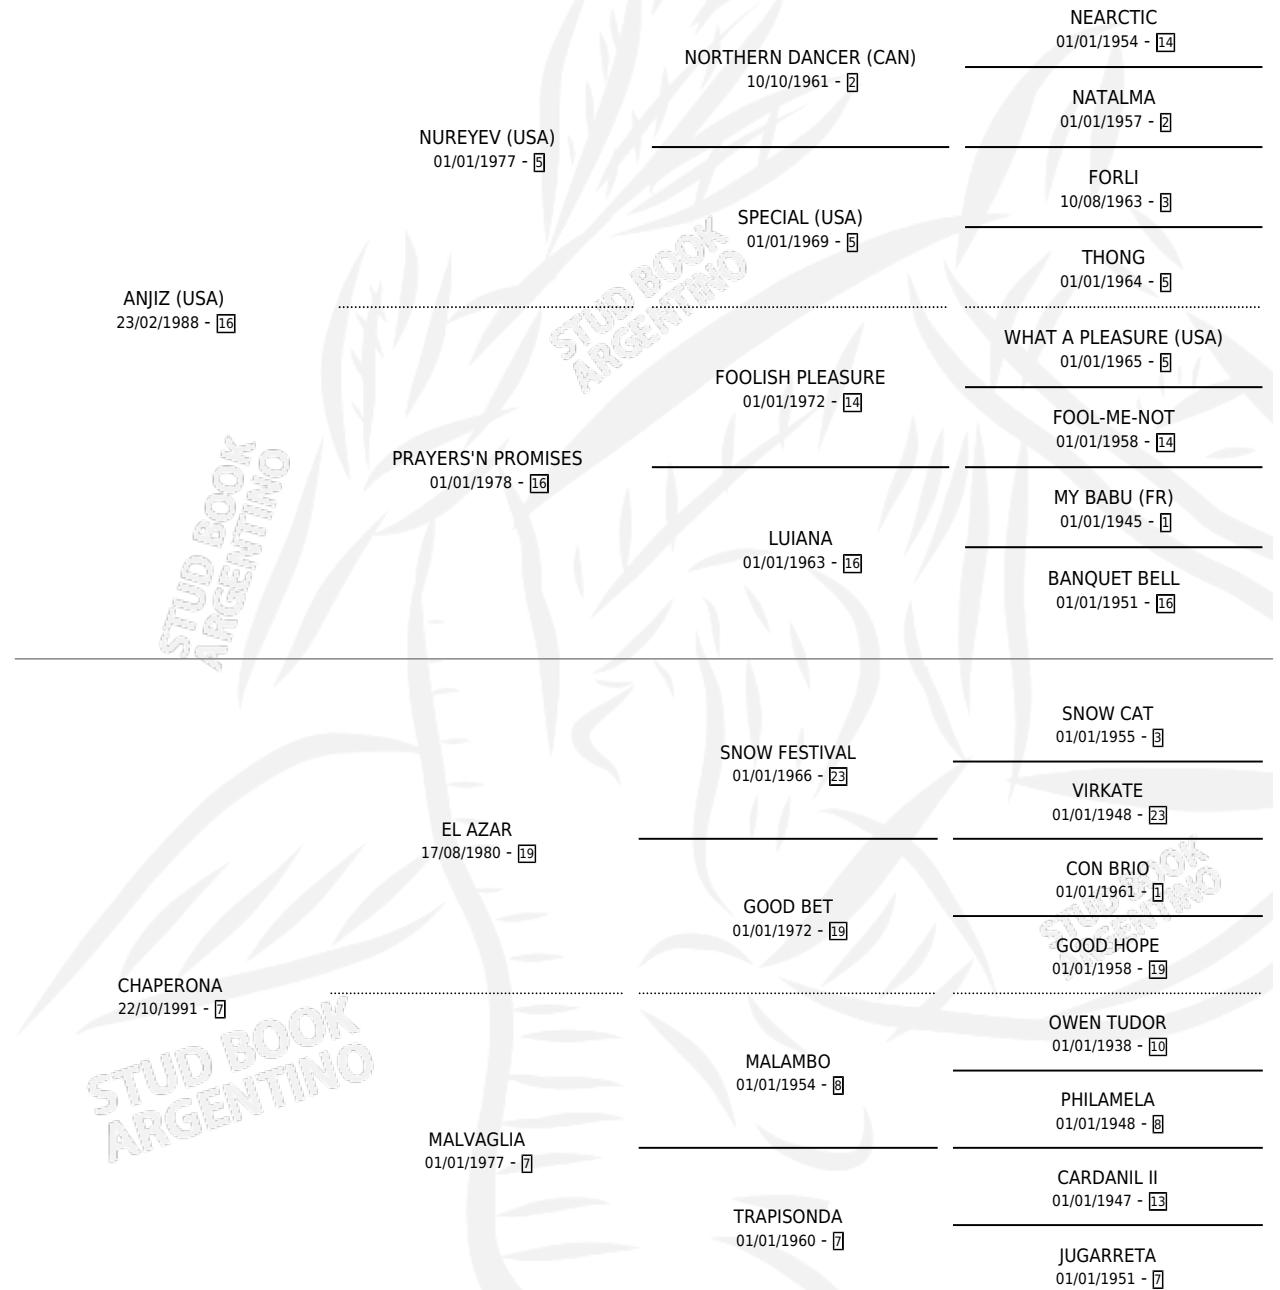 NEARCTIC
01/01/1954 - 14
NORTHERN DANCER (CAN)
10/10/1961 - 2
NATALMA
01/01/1957 - 2
NUREYEV (USA)
01/01/1977 - 5
FORLI
10/08/1963 - 3
SPECIAL (USA)
01/01/1969 - 5
THONG
01/01/1964 - 5
ANJIZ (USA)
23/02/1988 - 16
WHAT A PLEASURE (USA)
01/01/1965 - 5
FOOLISH PLEASURE
01/01/1972 - 14
FOOL-ME-NOT
01/01/1958 - 14
PRAYERS'N PROMISES
01/01/1978 - 16
MY BABU (FR)
01/01/1945 - 1
LUIANA
01/01/1963 - 16
BANQUET BELL
01/01/1951 - 16
SNOW CAT
01/01/1955 - 3
SNOW FESTIVAL
01/01/1966 - 23
VIRKATE
01/01/1948 - 23
EL AZAR
17/08/1980 - 19
CON BRIO
01/01/1961 - 1
GOOD BET
01/01/1972 - 19
GOOD HOPE
01/01/1958 - 19
CHAPERONA
22/10/1991 - 7
OWEN TUDOR
01/01/1938 - 10
MALAMBO
01/01/1954 - 8
PHILAMELA
01/01/1948 - 8
MALVAGLIA
01/01/1977 - 7
CARDANIL II
01/01/1947 - 13
TRAPISONDA
01/01/1960 - 7
JUGARRETA
01/01/1951 - 7
STUD BOOK
ARGENTINO
STUD BOOK
ARGENTINO
STUD BOOK
ARGENTINO
STUD BOOK
ARGENTINO